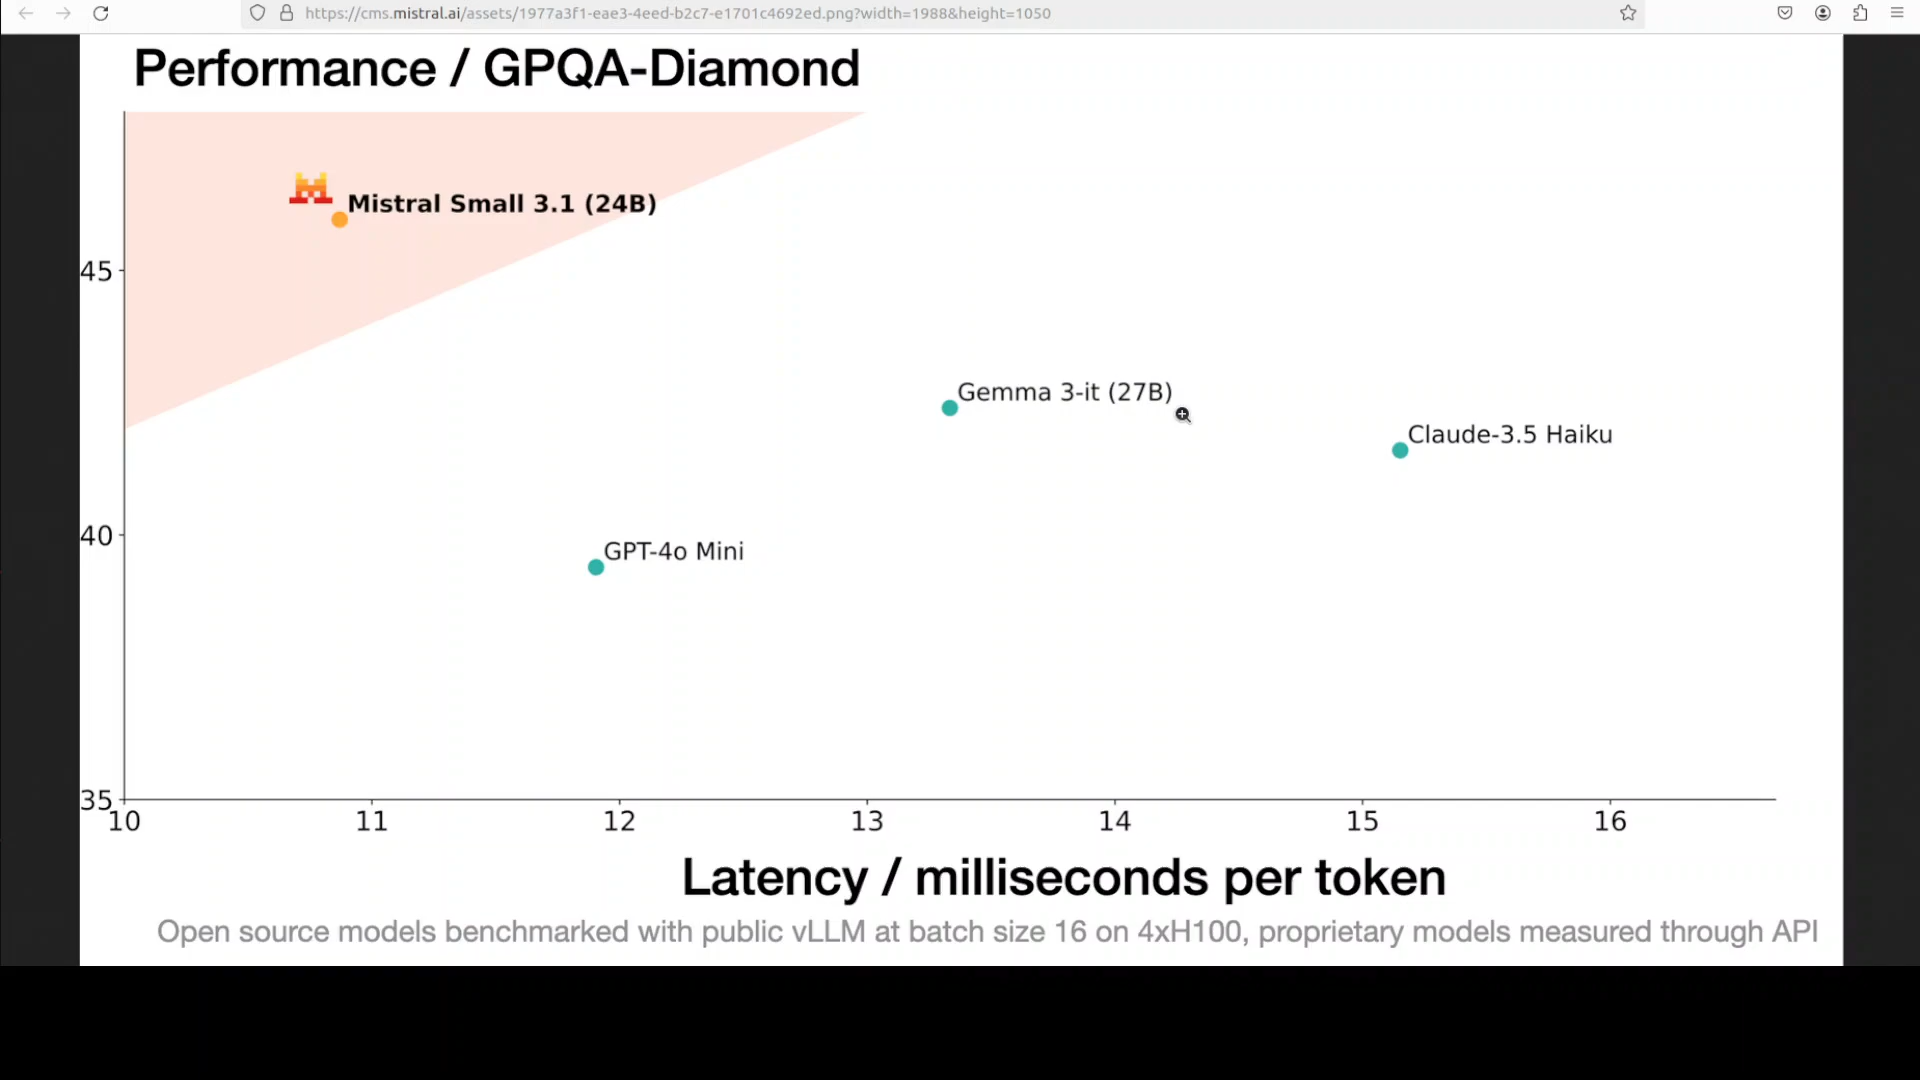 https://cms.mistral.ai/assets/1977a3f1-eae3-4eed-b2c7-e1701c4692ed.png?width=1988&height=1050
Performance / GPQA-Diamond
Mistral Small 3.1 (24B)
45
Gemma 3-it (27B)
Claude-3.5 Haiku
40
GPT-4o Mini
35
10 11 12 13 14 15 16
Latency / milliseconds per token
Open source models benchmarked with public vLLM at batch size 16 on 4xH100, proprietary models measured through API